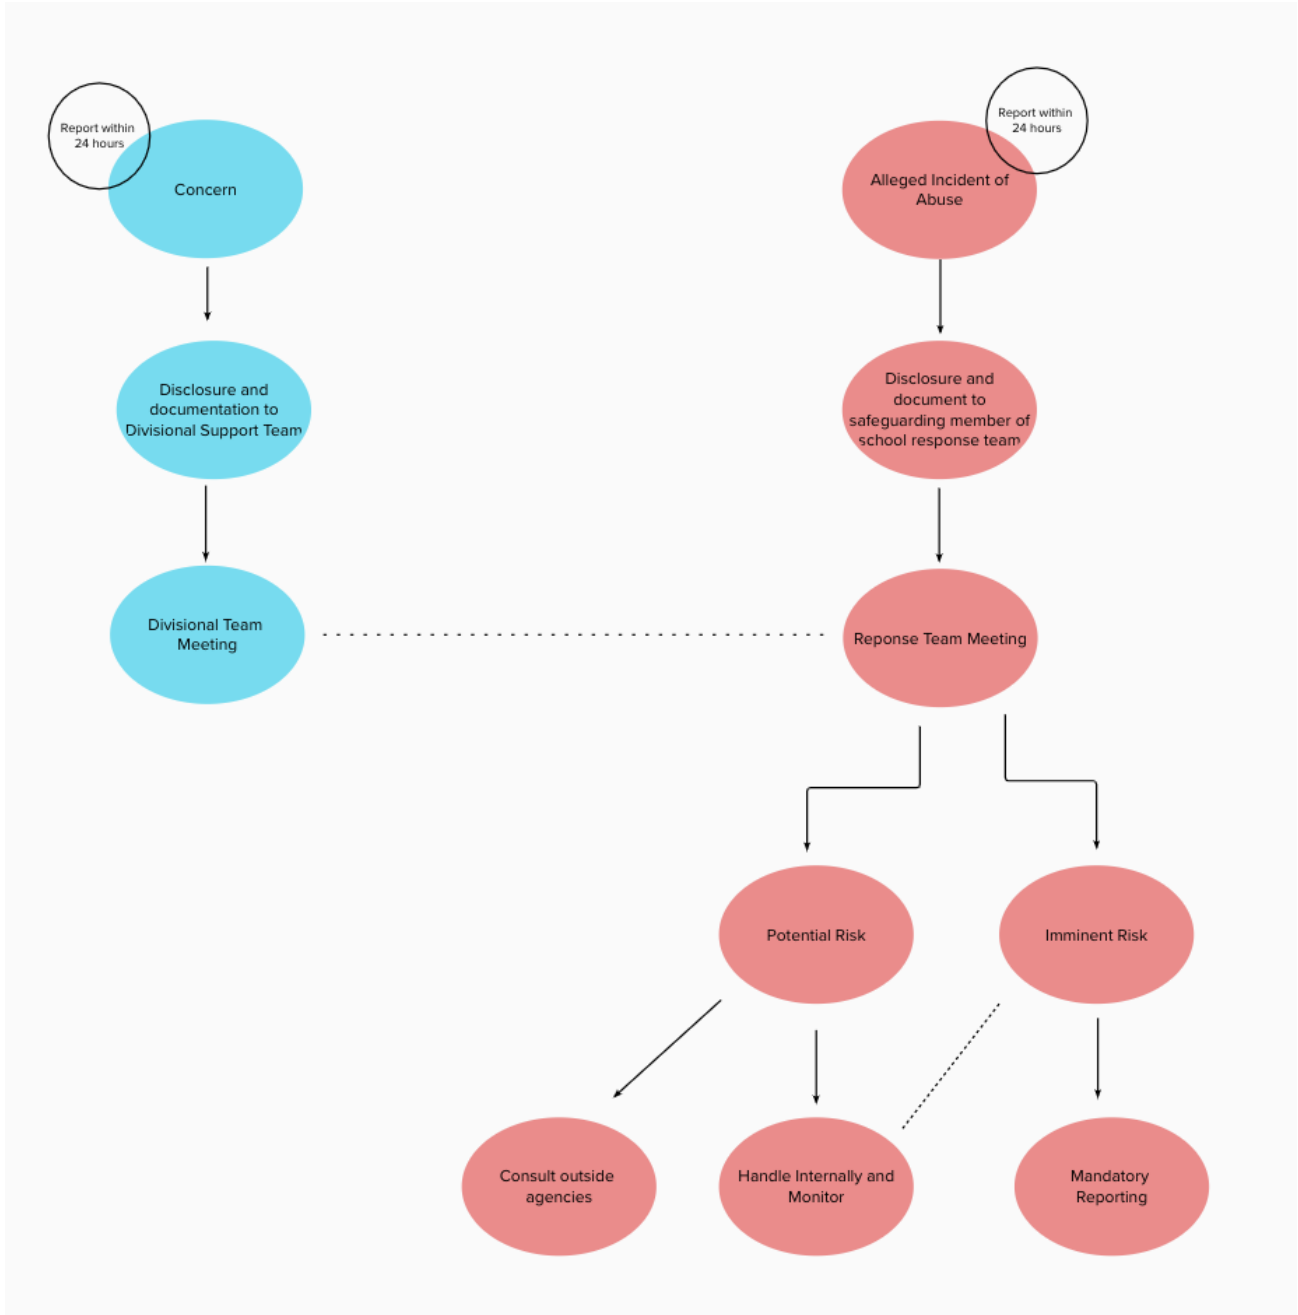 Report within
24 hours
Concern
Report within
24 hours
Alleged Incident of
Abuse
Disclosure and
documentation to
Divisional Support Team
Disclosure and
document to
safeguarding member of
school response team
Divisional Team
Meeting
Reponse Team Meeting
Potential Risk
Imminent Risk
Consult outside
agencies
Handle Internally and
Monitor
Mandatory
Reporting